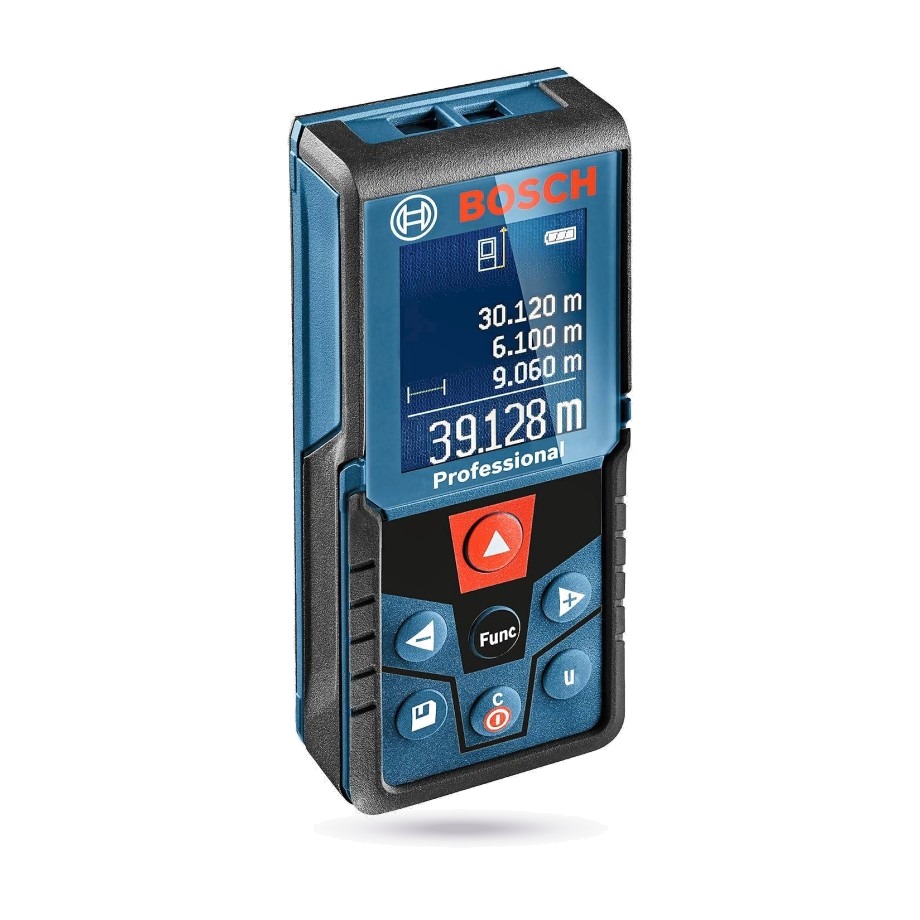 BOSCH
30.120 m
6.100 m
9.060 m
39.128 m
Professional
+
− Func
u
C